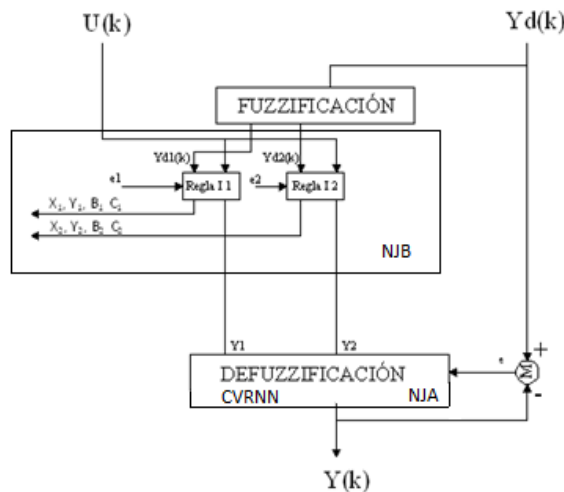 U(k)
Yd(k)
FUZZIFICACIÓN
Yd1(k)
Yd2(k)
e1
Regla I 1
e2
Regla I 2
X₁, Y₁, B₁ C₁
X₂, Y₂, B₂ C₂
NJB
Y1
Y2
+
DEFUZZIFICACIÓN
e
M
CVRNN
NJA
-
Y(k)